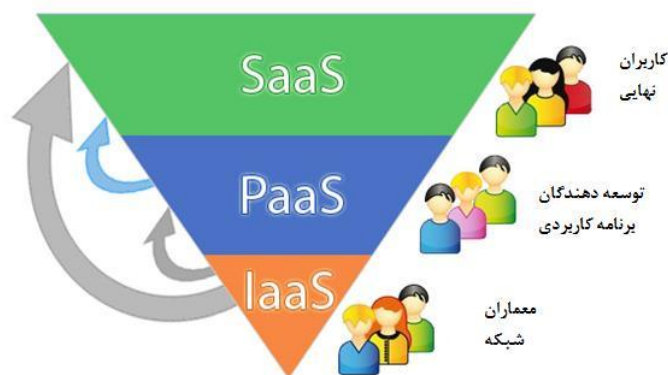 SaaS
کاربران
نهایی
PaaS
توسعه دهندگان
برنامه کاربردی
IaaS
معماران
شبکه